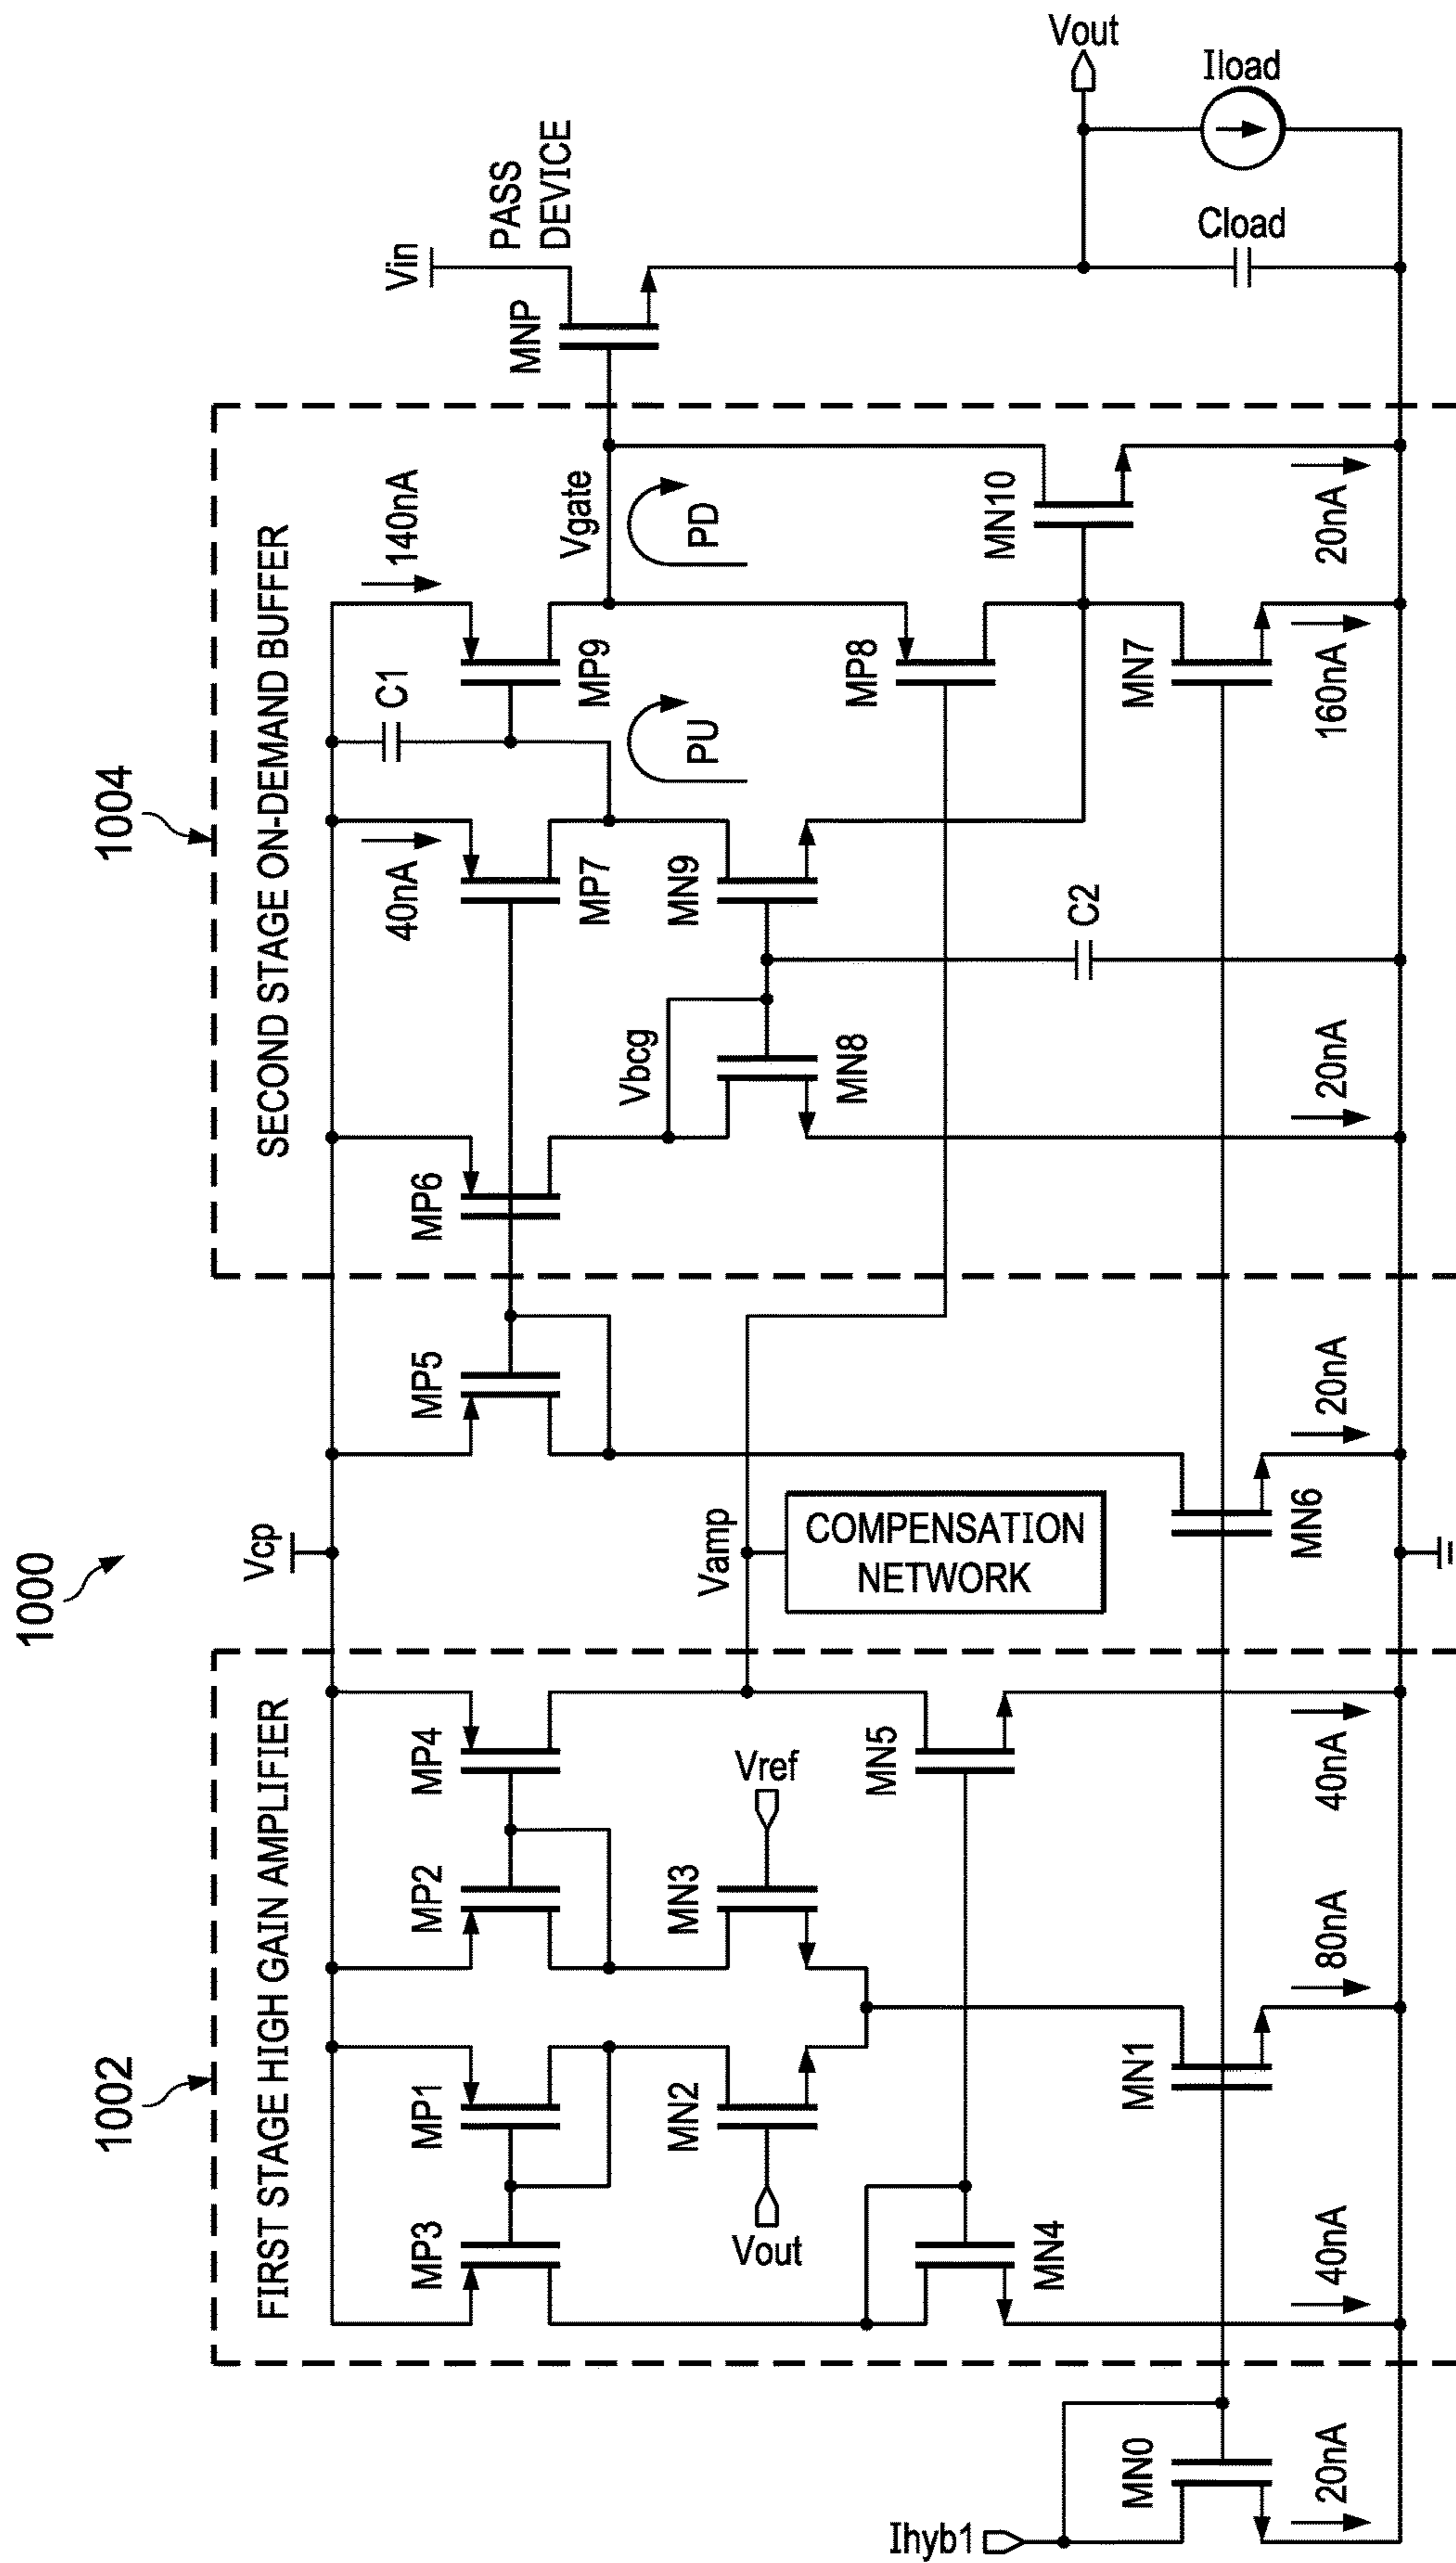 1000
1002
FIRST STAGE HIGH GAIN AMPLIFIER
1004
SECOND STAGE ON-DEMAND BUFFER
Vcp
Vin
PASS
DEVICE
MNP
Vout
Iload
Cload
MP3
MP1
MP2
MP4
MP5
MP6
40nA
MP7
C1
140nA
MP9
Vout
MN2
MN3
Vref
Vamp
COMPENSATION
NETWORK
Vbcg
MN8
MN9
PU
Vgate
PD
MN4
MN5
C2
MP8
MN10
Ihyb1
MN0
MN1
MN6
MN7
20nA
40nA
80nA
40nA
20nA
20nA
160nA
20nA